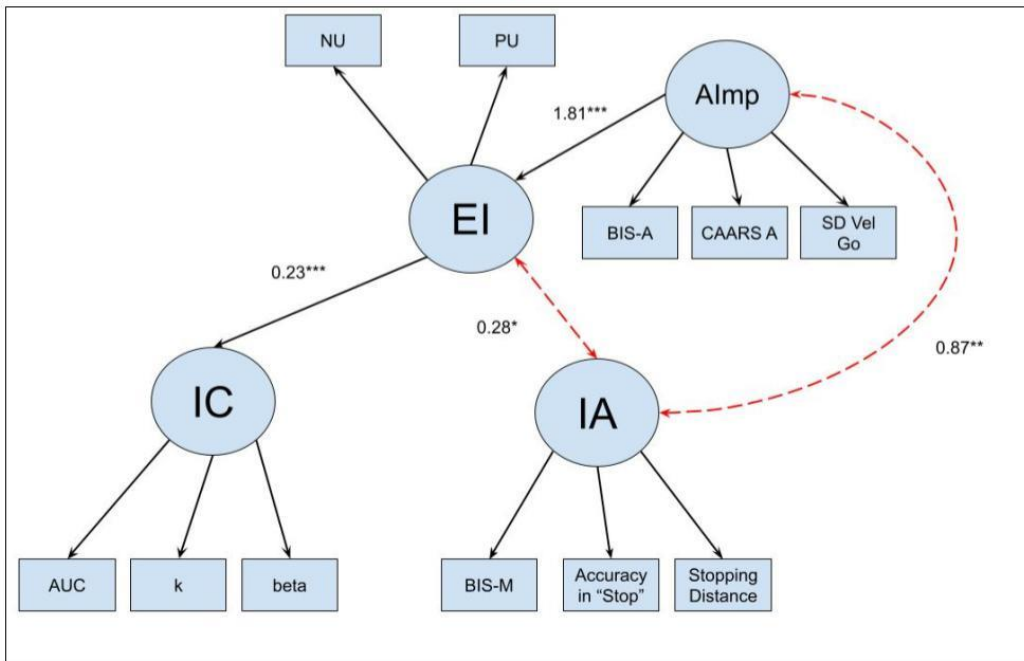 NU
PU
AImp
1.81***
BIS-A
CAARS A
SD Vel
Go
EI
0.23***
0.28*
0.87**
IC
IA
AUC
k
beta
BIS-M
Accuracy
in “Stop”
Stopping
Distance